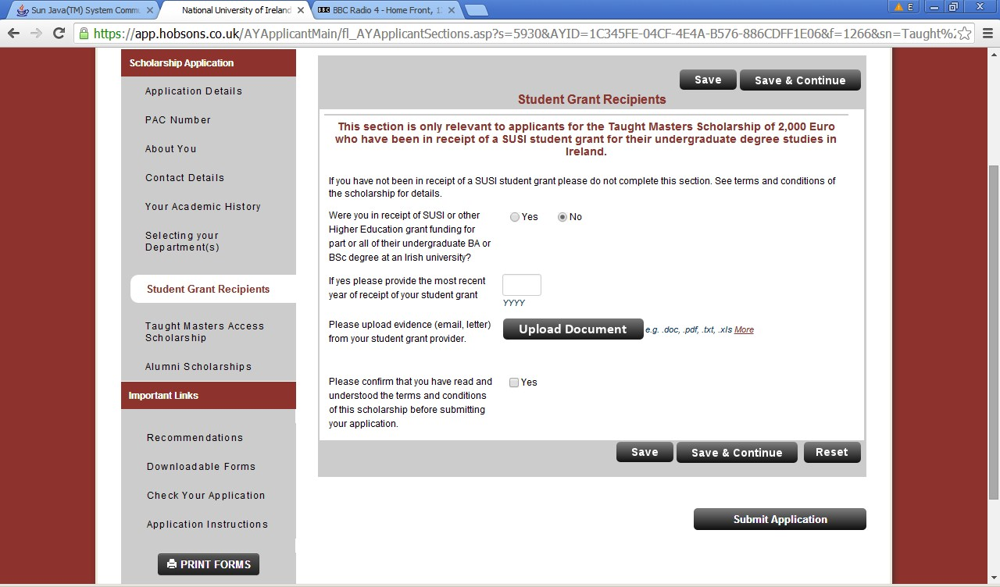 Sun Java(TM) System Commu
National University of Ireland
BBC BBC Radio 4 - Home Front, 1
E
https://app.hobsons.co.uk/AYApplicantMain/fl_AYApplicantSections.asp?s=5930&AYID=1C345FE-04CF-4E4A-B576-886CDFF1E06&f=1266&sn=Taught%2
Scholarship Application
Application Details
PAC Number
About You
Contact Details
Your Academic History
Selecting your
Department(s)
Student Grant Recipients
Taught Masters Access
Scholarship
Alumni Scholarships
Important Links
Recommendations
Downloadable Forms
Check Your Application
Application Instructions
PRINT FORMS
Save Save & Continue
Student Grant Recipients
This section is only relevant to applicants for the Taught Masters Scholarship of 2,000 Euro
who have been in receipt of a SUSI student grant for their undergraduate degree studies in
Ireland.
If you have not been in receipt of a SUSI student grant please do not complete this section. See terms and conditions of
the scholarship for details.
Were you in receipt of SUSI or other
Higher Education grant funding for
part or all of their undergraduate BA or
BSc degree at an Irish university?
Yes No
If yes please provide the most recent
year of receipt of your student grant
YYYY
Please upload evidence (email, letter)
from your student grant provider.
Upload Document e.g. .doc, .pdf, .txt, .xls More
Please confirm that you have read and
understood the terms and conditions
of this scholarship before submitting
your application.
Yes
Save Save & Continue Reset
Submit Application